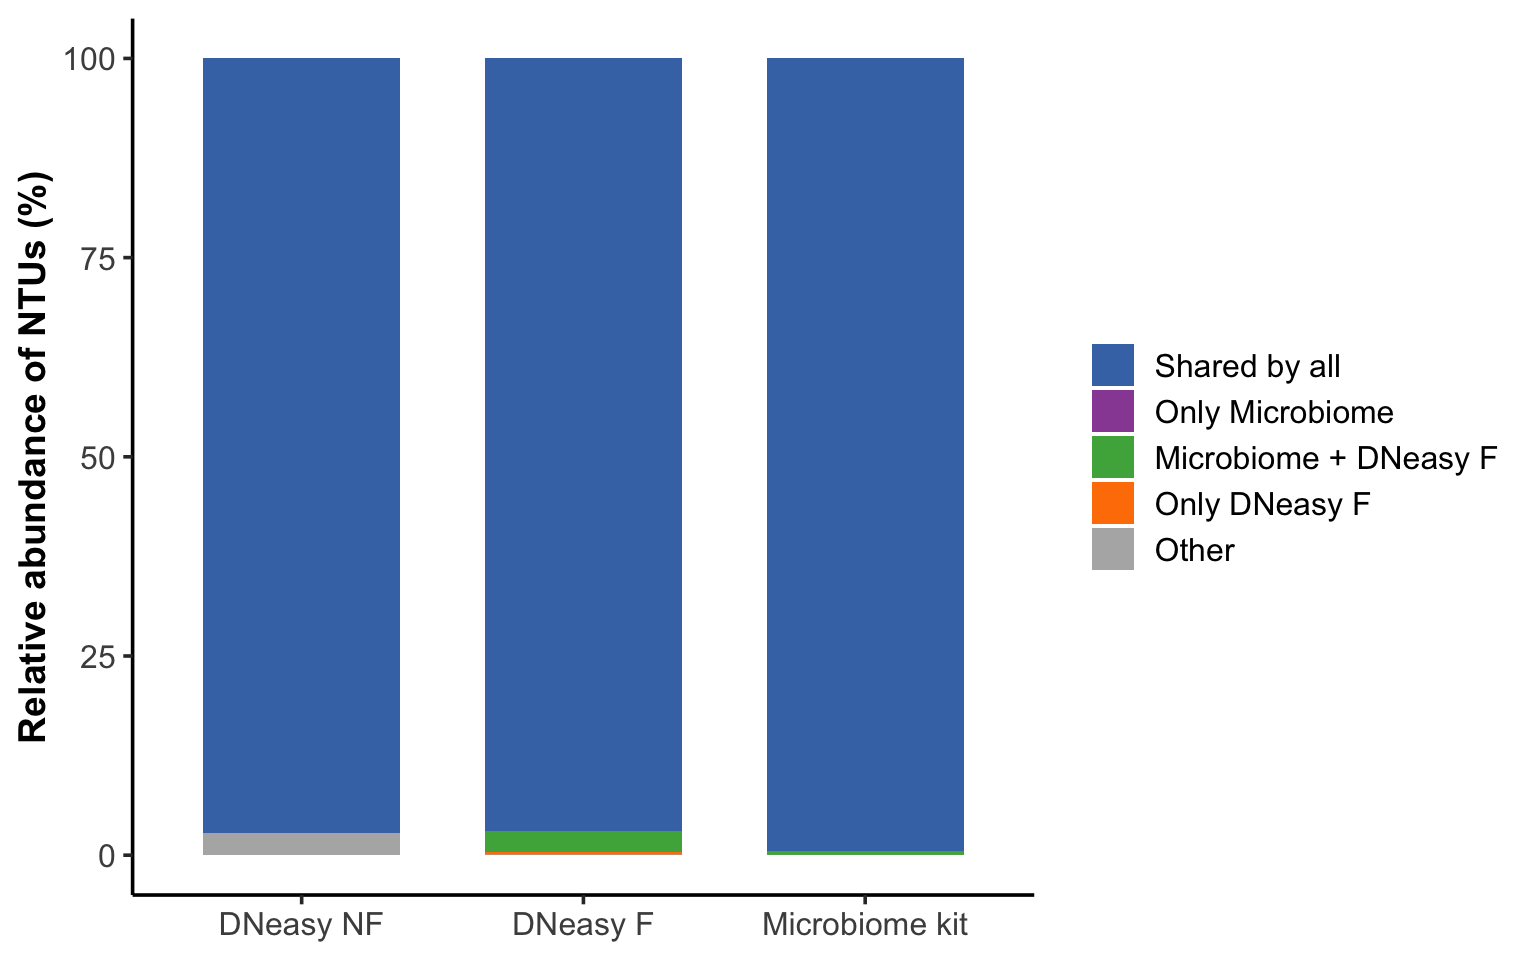 Relative abundance of NTUs (%)
100
75
50
25
0
DNeasy NF
DNeasy F
Microbiome kit
Shared by all
Only Microbiome
Microbiome + DNeasy F
Only DNeasy F
Other